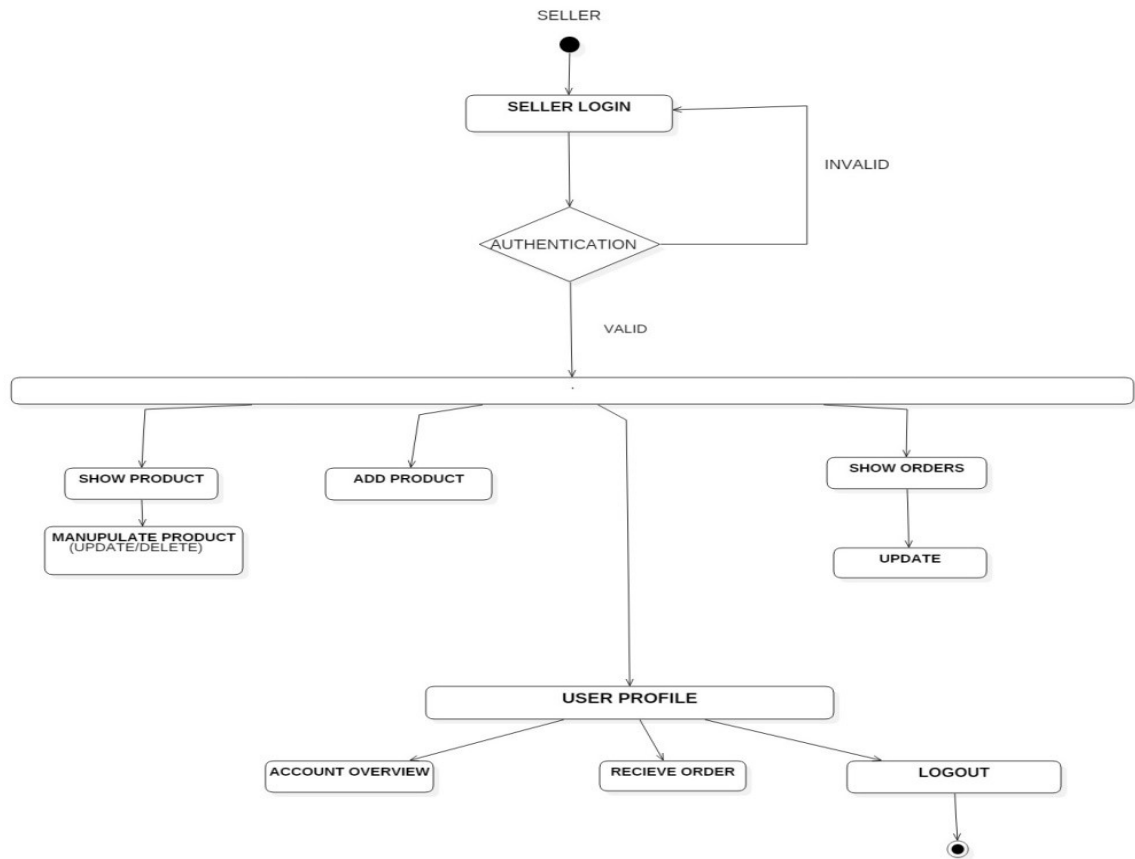 SELLER
SELLER LOGIN
INVALID
AUTHENTICATION
VALID
SHOW PRODUCT
ADD PRODUCT
SHOW ORDERS
MANUPULATE PRODUCT
(UPDATE/DELETE)
UPDATE
USER PROFILE
ACCOUNT OVERVIEW
RECIEVE ORDER
LOGOUT